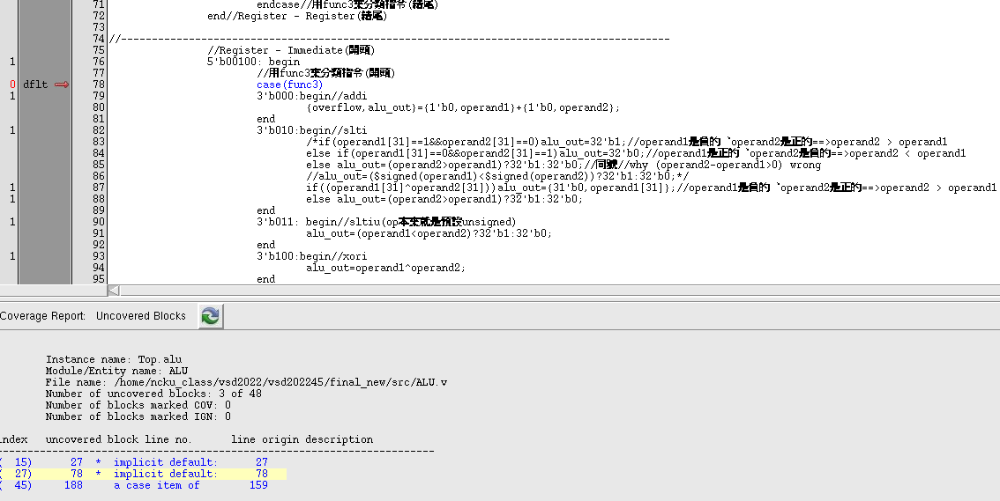 71 endcase//用func3來分類指令(結尾)
72 end//Register - Register(結尾)
73
74 //-----------------------------------------------------------------------------------------
75 //Register - Immediate(開頭)
1 76 5'b00100: begin
77 //用func3來分類指令(開頭)
0 dflt 78 case(func3)
1 79 3'b000:begin//addi
80 {overflow,alu_out}={1'b0,operand1}+{1'b0,operand2};
81 end
1 82 3'b010:begin//slti
83 /*if(operand1[31]==1&&operand2[31]==0)alu_out=32'b1;//operand1是負的、operand2是正的==>operand2 > operand1
84 else if(operand1[31]==0&&operand2[31]==1)alu_out=32'b0;//operand1是正的、operand2是負的==>operand2 < operand1
85 else alu_out=(operand2>operand1)?32'b1:32'b0;//同號//why (operand2-operand1>0) wrong
86 //alu_out=($signed(operand1)<$signed(operand2))?32'b1:32'b0;*/
1 87 if((operand1[31]^operand2[31]))alu_out={31'b0,operand1[31]};//operand1是負的、operand2是正的==>operand2 > operand1
1 88 else alu_out=(operand2>operand1)?32'b1:32'b0;
89 end
1 90 3'b011: begin//sltiu(op本來就是預設unsigned)
91 alu_out=(operand1<operand2)?32'b1:32'b0;
92 end
1 93 3'b100:begin//xori
94 alu_out=operand1^operand2;
95 end
Coverage Report: Uncovered Blocks
Instance name: Top.alu
Module/Entity name: ALU
File name: /home/ncku_class/vsd2022/vsd202245/final_new/src/ALU.v
Number of uncovered blocks: 3 of 48
Number of blocks marked COV: 0
Number of blocks marked IGN: 0
index uncovered block line no. line origin description
----------------------------------------------------------------------
( 15) 27 * implicit default: 27
( 27) 78 * implicit default: 78
( 45) 188 a case item of 159